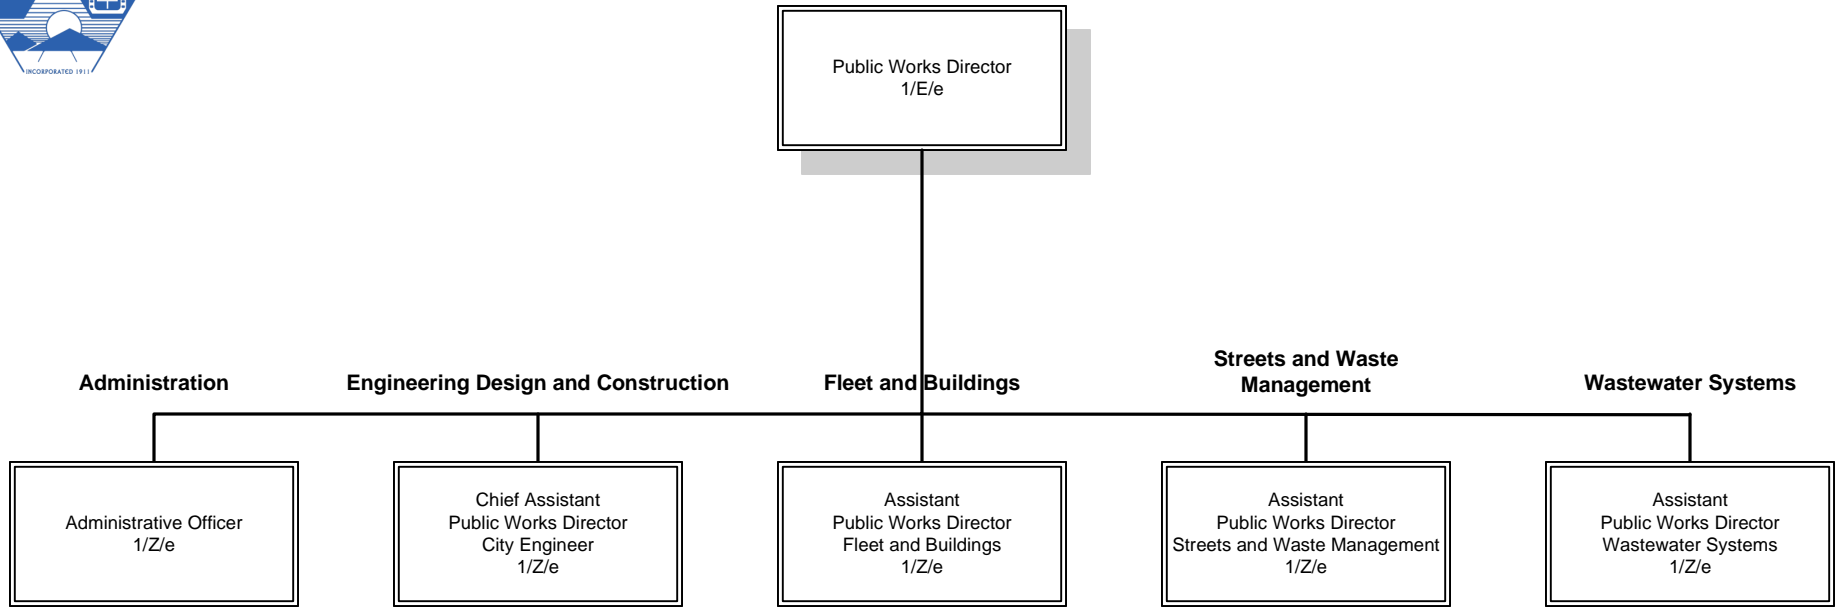 INCORPORATED 1911
Public Works Director
1/E/e
Administration
Engineering Design and Construction
Fleet and Buildings
Streets and Waste
Management
Wastewater Systems
Administrative Officer
1/Z/e
Chief Assistant
Public Works Director
City Engineer
1/Z/e
Assistant
Public Works Director
Fleet and Buildings
1/Z/e
Assistant
Public Works Director
Streets and Waste Management
1/Z/e
Assistant
Public Works Director
Wastewater Systems
1/Z/e